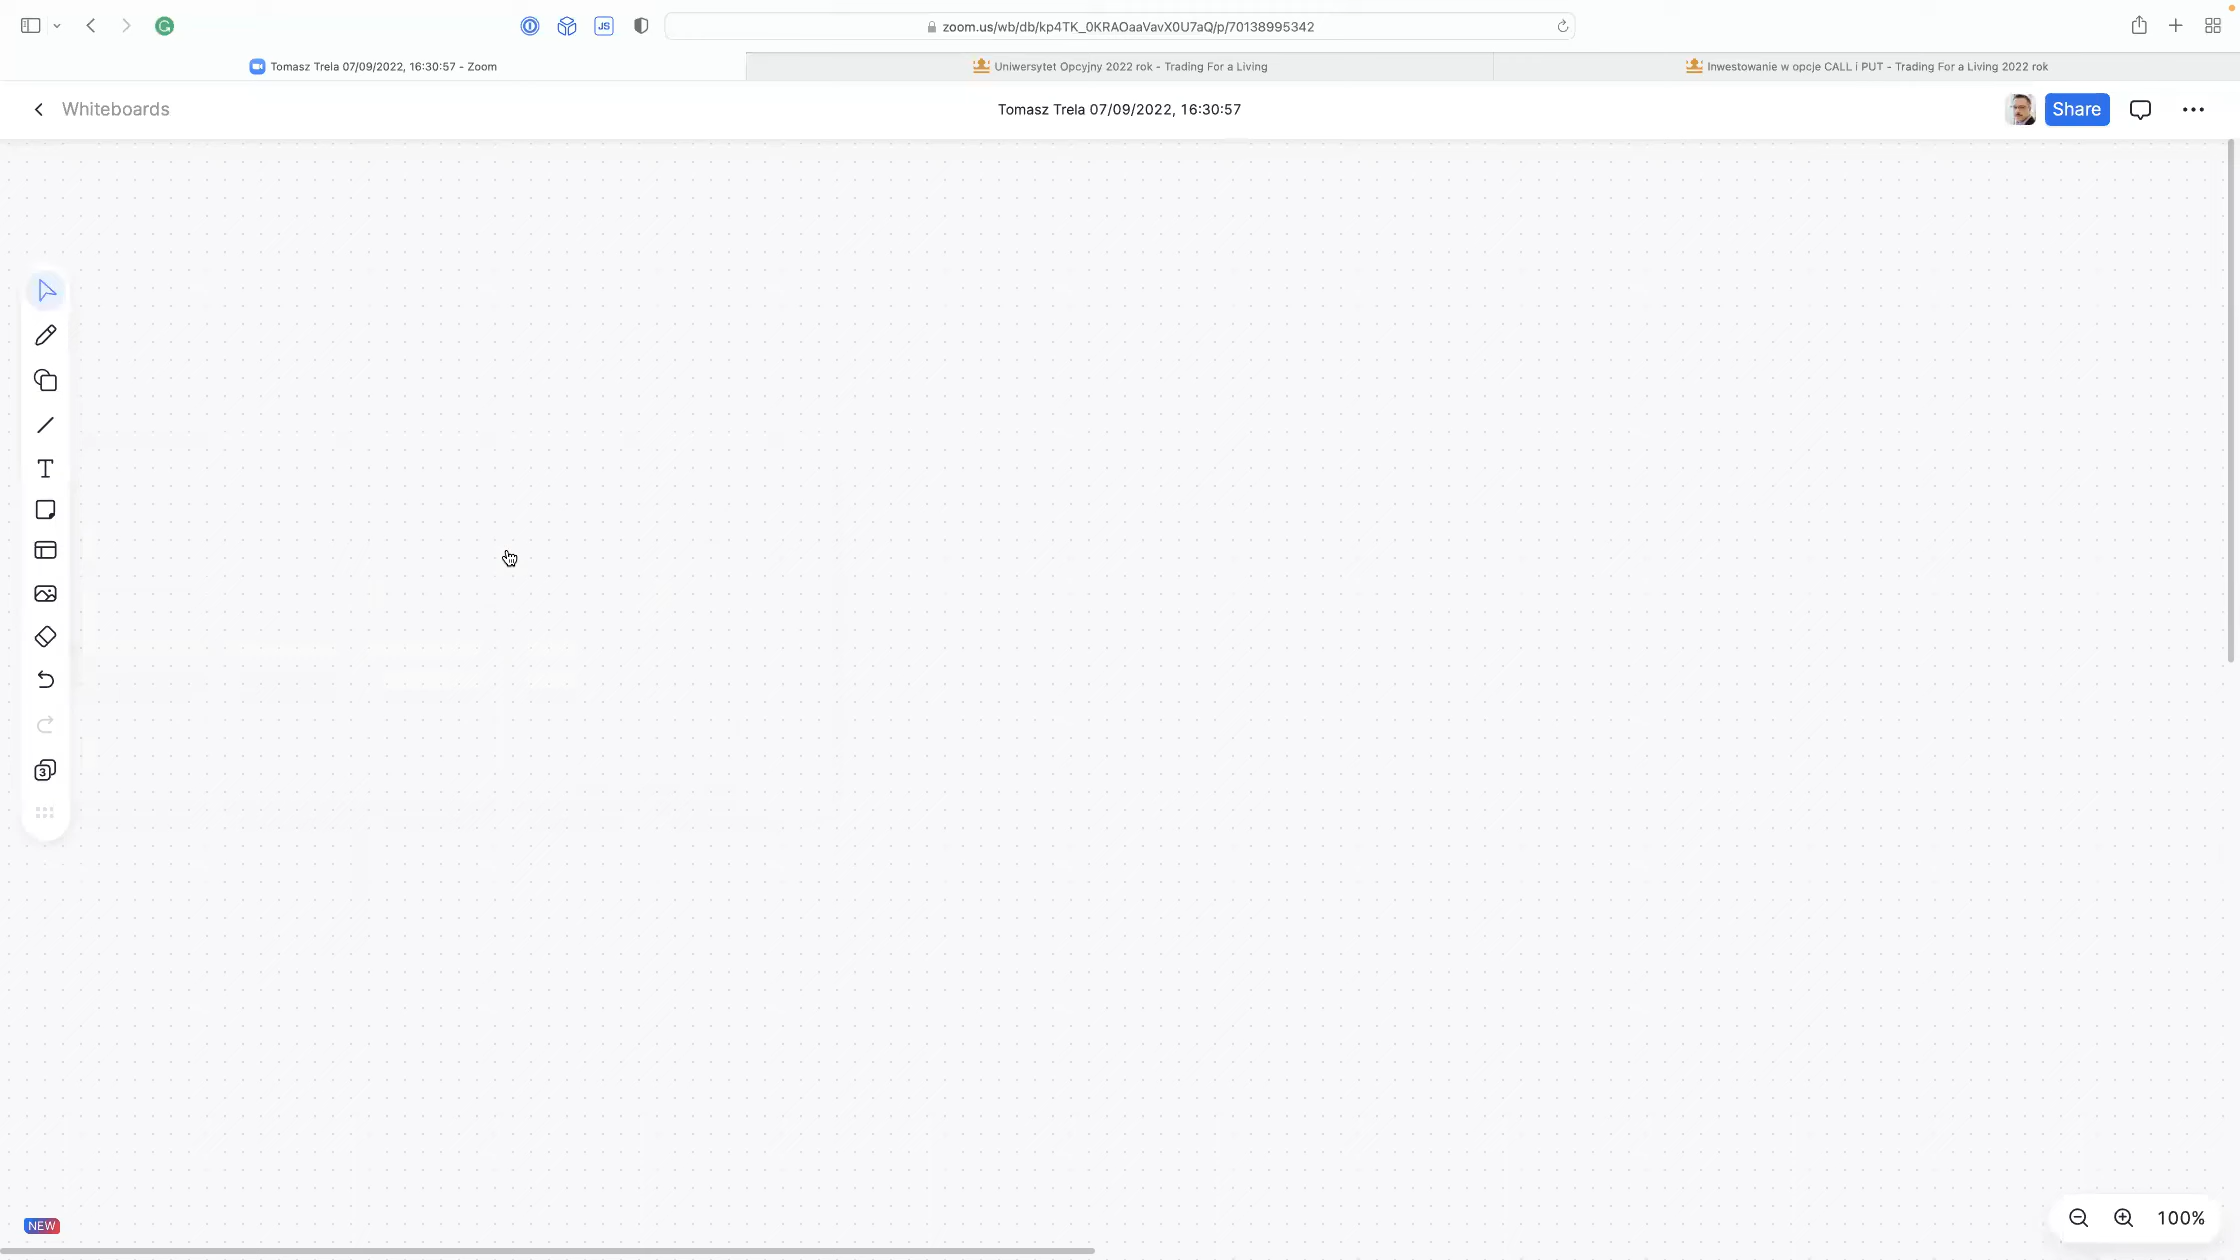 JS
zoom.us/wb/db/kp4TK_0KRAOaaVavX0U7aQ/p/70138995342
Tomasz Trela 07/09/2022, 16:30:57 - Zoom
Uniwersytet Opcyjny 2022 rok - Trading For a Living
Inwestowanie w opcje CALL i PUT - Trading For a Living 2022 rok
Whiteboards
Tomasz Trela 07/09/2022, 16:30:57
Share
T
3
NEW
100%